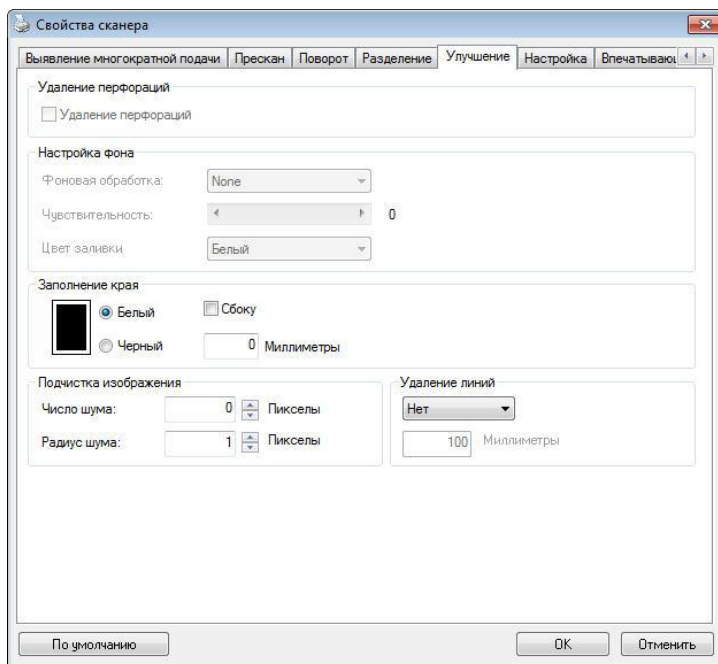 Свойства сканера
Выявление многократной подачи Прескан Поворот Разделение Улучшение Настройка Впечатываюц
Удаление перфораций
Удаление перфораций
Настройка фона
Фоновая обработка: None
Чувствительность: 0
Цвет заливки Белый
Заполнение края
Белый Сбоку
Черный 0 Миллиметры
Подчистка изображения Удаление линий
Число шума: 0 Пикселы Нет
Радиус шума: 1 Пикселы 100 Миллиметры
По умолчанию OK Отменить